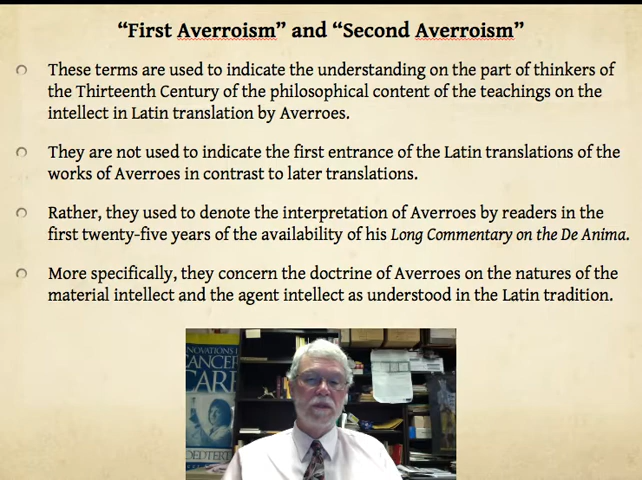 “First Averroism” and “Second Averroism”
These terms are used to indicate the understanding on the part of thinkers of
the Thirteenth Century of the philosophical content of the teachings on the
intellect in Latin translation by Averroes.
They are not used to indicate the first entrance of the Latin translations of the
works of Averroes in contrast to later translations.
Rather, they used to denote the interpretation of Averroes by readers in the
first twenty-five years of the availability of his Long Commentary on the De Anima.
More specifically, they concern the doctrine of Averroes on the natures of the
material intellect and the agent intellect as understood in the Latin tradition.
CANCER
CAR